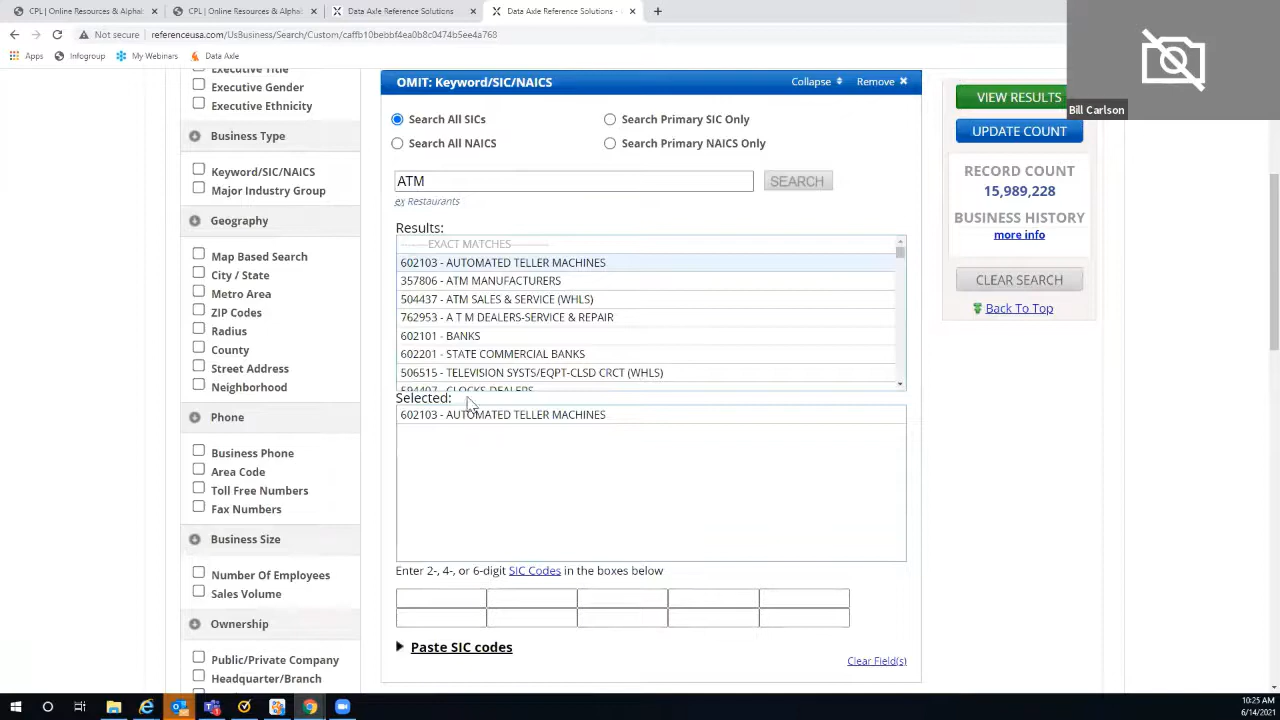 CPL | Online Resources & Alphab
CPL | Online Resources & Alphab
Data Axle Reference Solutions
Data Axle Reference Solutions -
Not secure | referenceusa.com/UsBusiness/Search/Custom/caffb10bebbf4ea0b8c0474b5ee4a768
Apps
Infogroup
My Webinars
Data Axle
Bill Carlson
Executive Title
Executive Gender
Executive Ethnicity
Business Type
Keyword/SIC/NAICS
Major Industry Group
Geography
Map Based Search
City / State
Metro Area
ZIP Codes
Radius
County
Street Address
Neighborhood
Phone
Business Phone
Area Code
Toll Free Numbers
Fax Numbers
Business Size
Number Of Employees
Sales Volume
Ownership
Public/Private Company
Headquarter/Branch
OMIT: Keyword/SIC/NAICS
Collapse
Remove
Search All SICs
Search Primary SIC Only
Search All NAICS
Search Primary NAICS Only
ATM
SEARCH
ex Restaurants
Results:
--------EXACT MATCHES-----------
602103 - AUTOMATED TELLER MACHINES
357806 - ATM MANUFACTURERS
504437 - ATM SALES & SERVICE (WHLS)
762953 - A T M DEALERS-SERVICE & REPAIR
602101 - BANKS
602201 - STATE COMMERCIAL BANKS
506515 - TELEVISION SYSTS/EQPT-CLSD CRCT (WHLS)
594407 - CLOCKS-DEALERS
Selected:
602103 - AUTOMATED TELLER MACHINES
Enter 2-, 4-, or 6-digit SIC Codes in the boxes below
Paste SIC codes
Clear Field(s)
VIEW RESULTS
UPDATE COUNT
RECORD COUNT
15,989,228
BUSINESS HISTORY
more info
CLEAR SEARCH
Back To Top
10:25 AM
6/14/2021